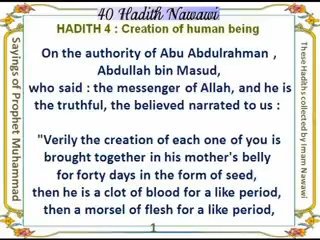 40 Hadith Nawawi
HADITH 4 : Creation of human being
Sayings of Prophet Muhammad
On the authority of Abu Abdulrahman ,
Abdullah bin Masud,
who said : the messenger of Allah, and he is
the truthful, the believed narrated to us :
"Verily the creation of each one of you is
brought together in his mother's belly
for forty days in the form of seed,
then he is a clot of blood for a like period,
then a morsel of flesh for a like period,
1
These Hadiths collected by Imam Nawawi